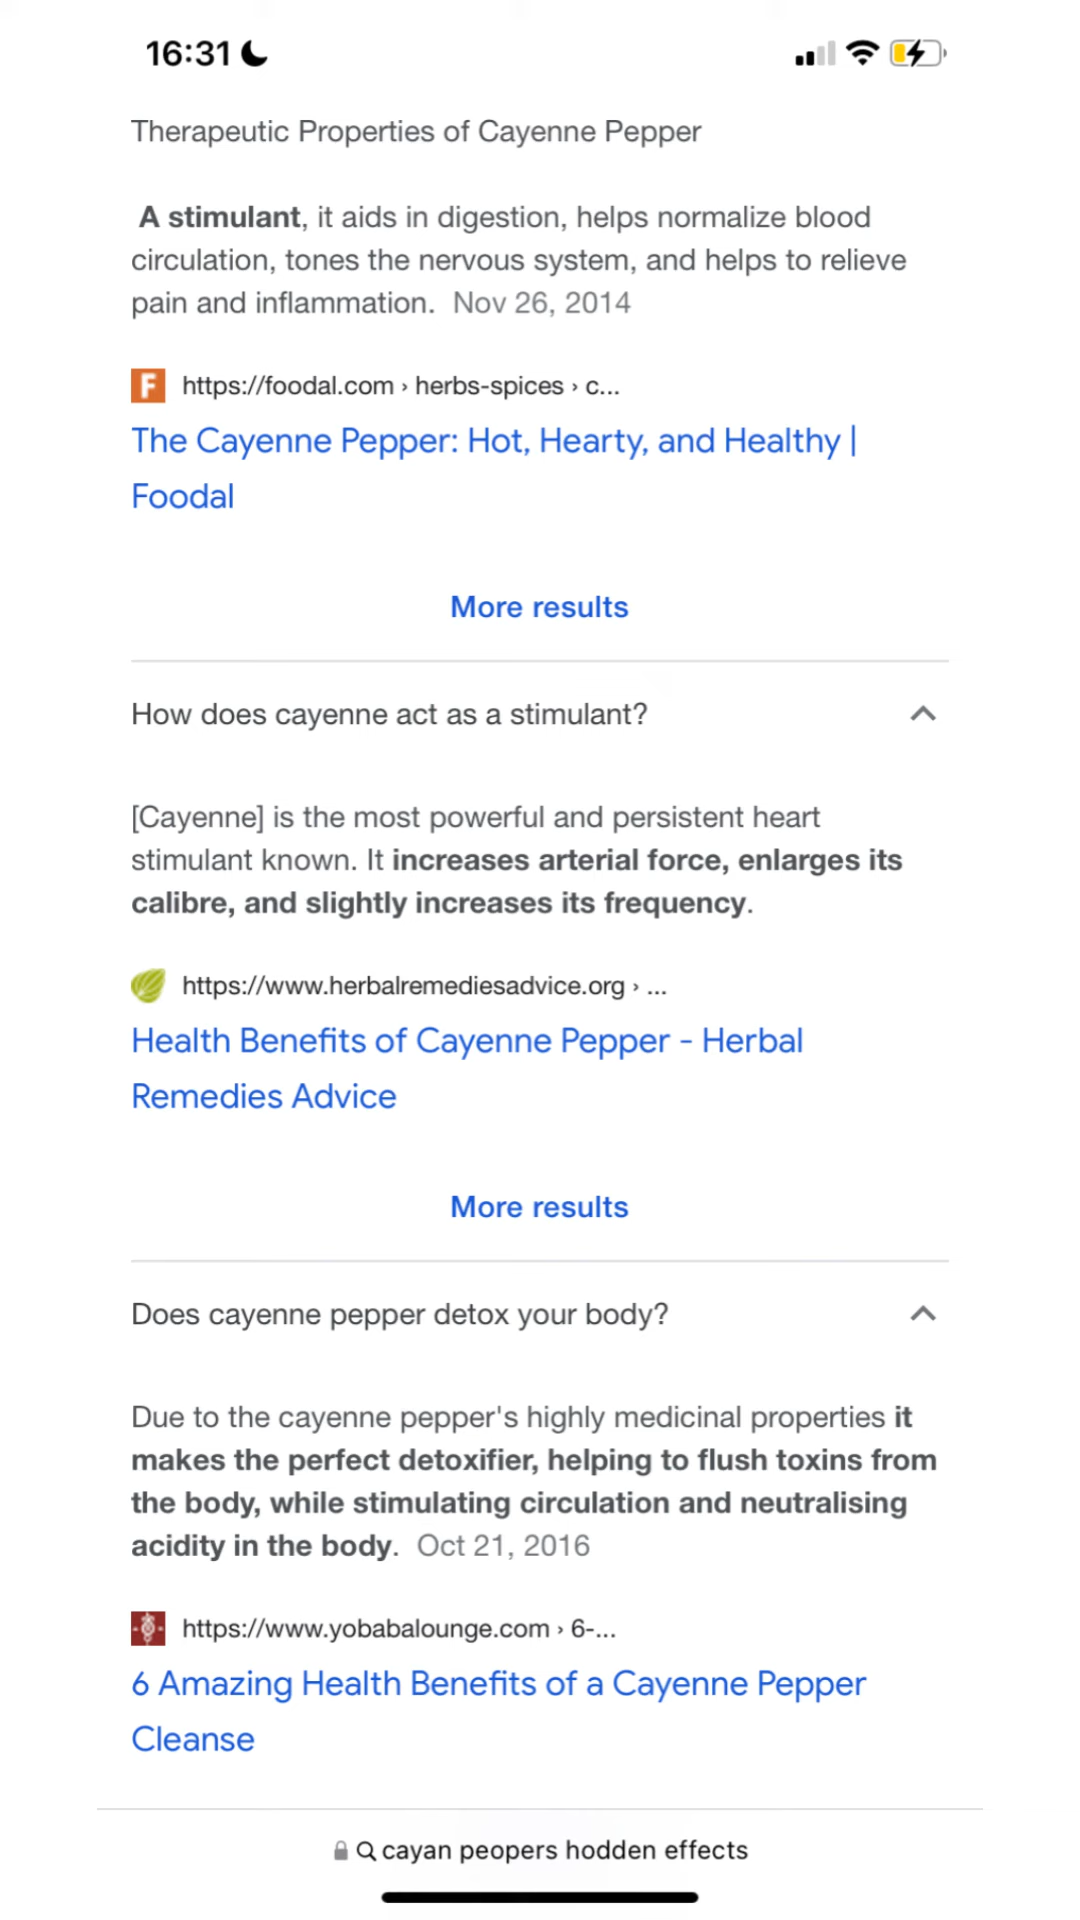 16:31
Therapeutic Properties of Cayenne Pepper
A stimulant, it aids in digestion, helps normalize blood
circulation, tones the nervous system, and helps to relieve
pain and inflammation. Nov 26, 2014
F https://foodal.com › herbs-spices › c...
The Cayenne Pepper: Hot, Hearty, and Healthy |
Foodal
More results
How does cayenne act as a stimulant?
[Cayenne] is the most powerful and persistent heart
stimulant known. It increases arterial force, enlarges its
calibre, and slightly increases its frequency.
https://www.herbalremediesadvice.org › ...
Health Benefits of Cayenne Pepper - Herbal
Remedies Advice
More results
Does cayenne pepper detox your body?
Due to the cayenne pepper's highly medicinal properties it
makes the perfect detoxifier, helping to flush toxins from
the body, while stimulating circulation and neutralising
acidity in the body. Oct 21, 2016
https://www.yobabalounge.com › 6-...
6 Amazing Health Benefits of a Cayenne Pepper
Cleanse
cayan peopers hodden effects